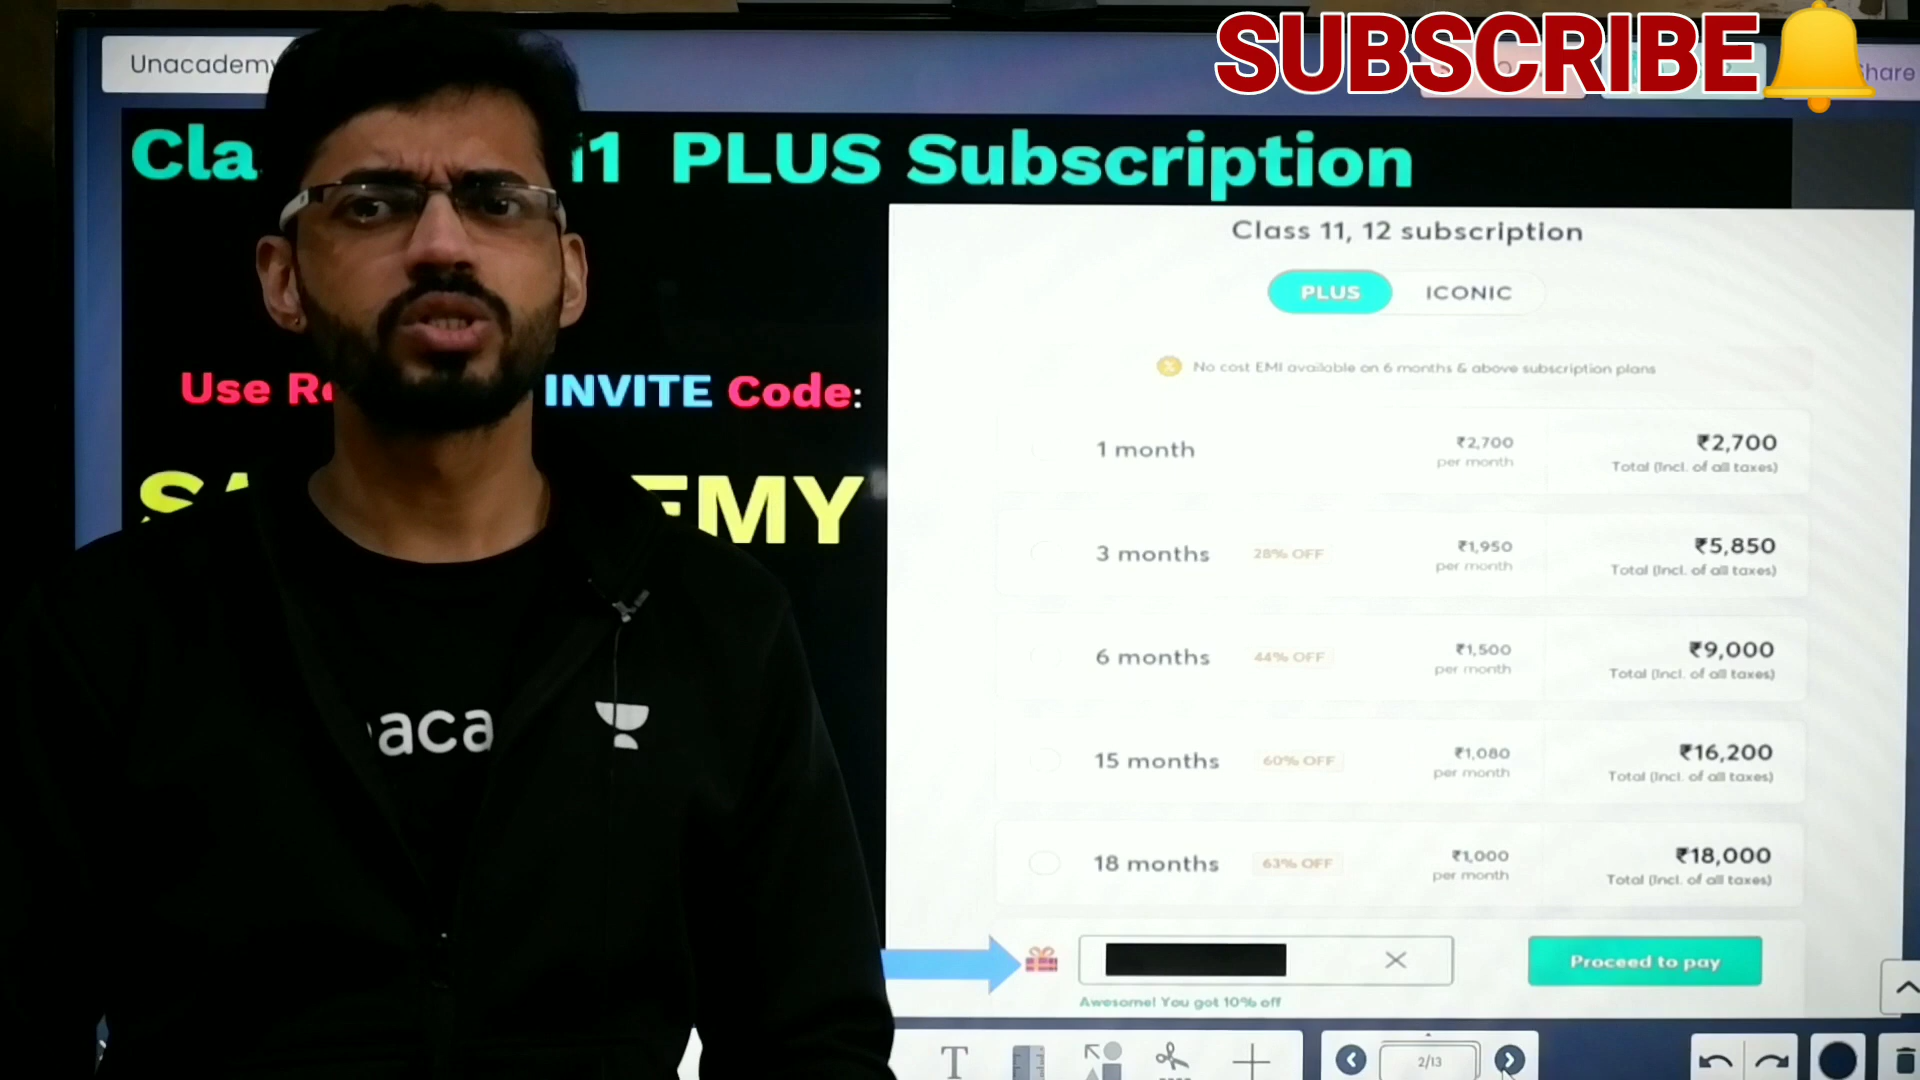 SUBSCRIBE
Unacademy
Share
PLUS Subscription
Class 11, 12 subscription
PLUS ICONIC
No cost EMI available on 6 months & above subscription plans
1 month ₹2,700 ₹2,700
per month Total (Incl. of all taxes)
3 months 28% OFF ₹1,950 ₹5,850
per month Total (Incl. of all taxes)
6 months 44% OFF ₹1,500 ₹9,000
per month Total (Incl. of all taxes)
15 months 60% OFF ₹1,080 ₹16,200
per month Total (Incl. of all taxes)
18 months 63% OFF ₹1,000 ₹18,000
per month Total (Incl. of all taxes)
Proceed to pay
Awesome! You got 10% off
Use INVITE Code:
EMY
aca
T
2/13